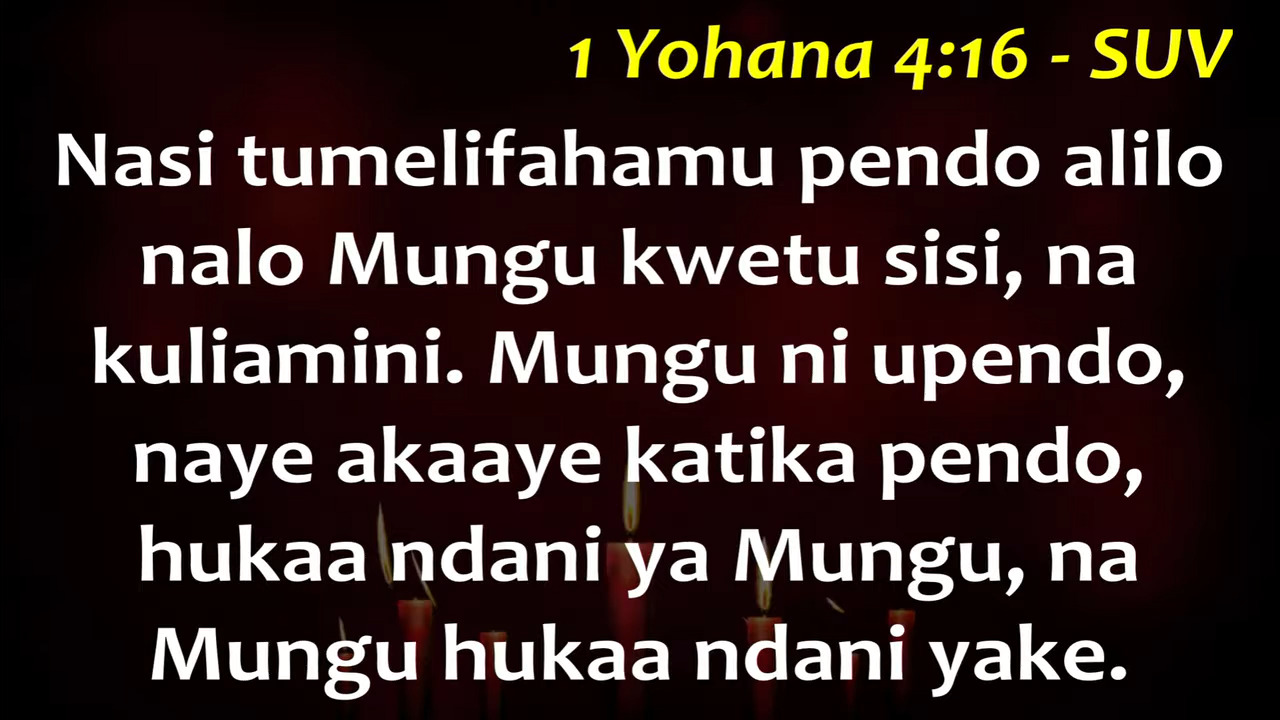 1 Yohana 4:16 - SUV
Nasi tumelifahamu pendo alilo
nalo Mungu kwetu sisi, na
kuliamini. Mungu ni upendo,
naye akaaye katika pendo,
hukaa ndani ya Mungu, na
Mungu hukaa ndani yake.